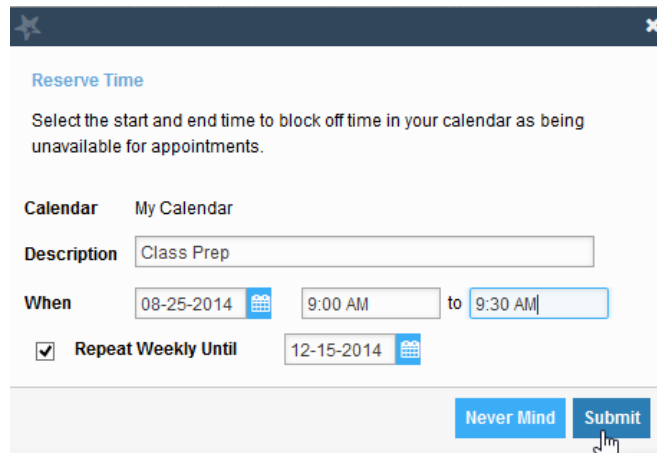 Reserve Time
Select the start and end time to block off time in your calendar as being
unavailable for appointments.
Calendar My Calendar
Description Class Prep
When 08-25-2014 9:00 AM to 9:30 AM
Repeat Weekly Until 12-15-2014
Never Mind Submit